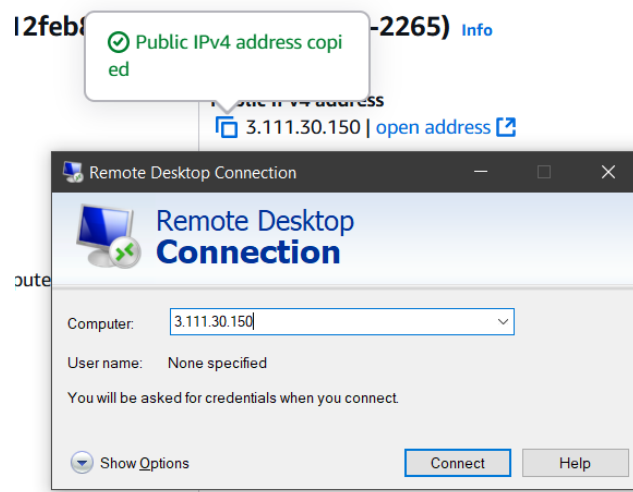 12feb
-2265) Info
Public IPv4 address copi
ed
Public IPv4 address
3.111.30.150 | open address
Remote Desktop Connection
Remote Desktop
Connection
Computer: 3.111.30.150
User name: None specified
You will be asked for credentials when you connect.
Show Options Connect Help